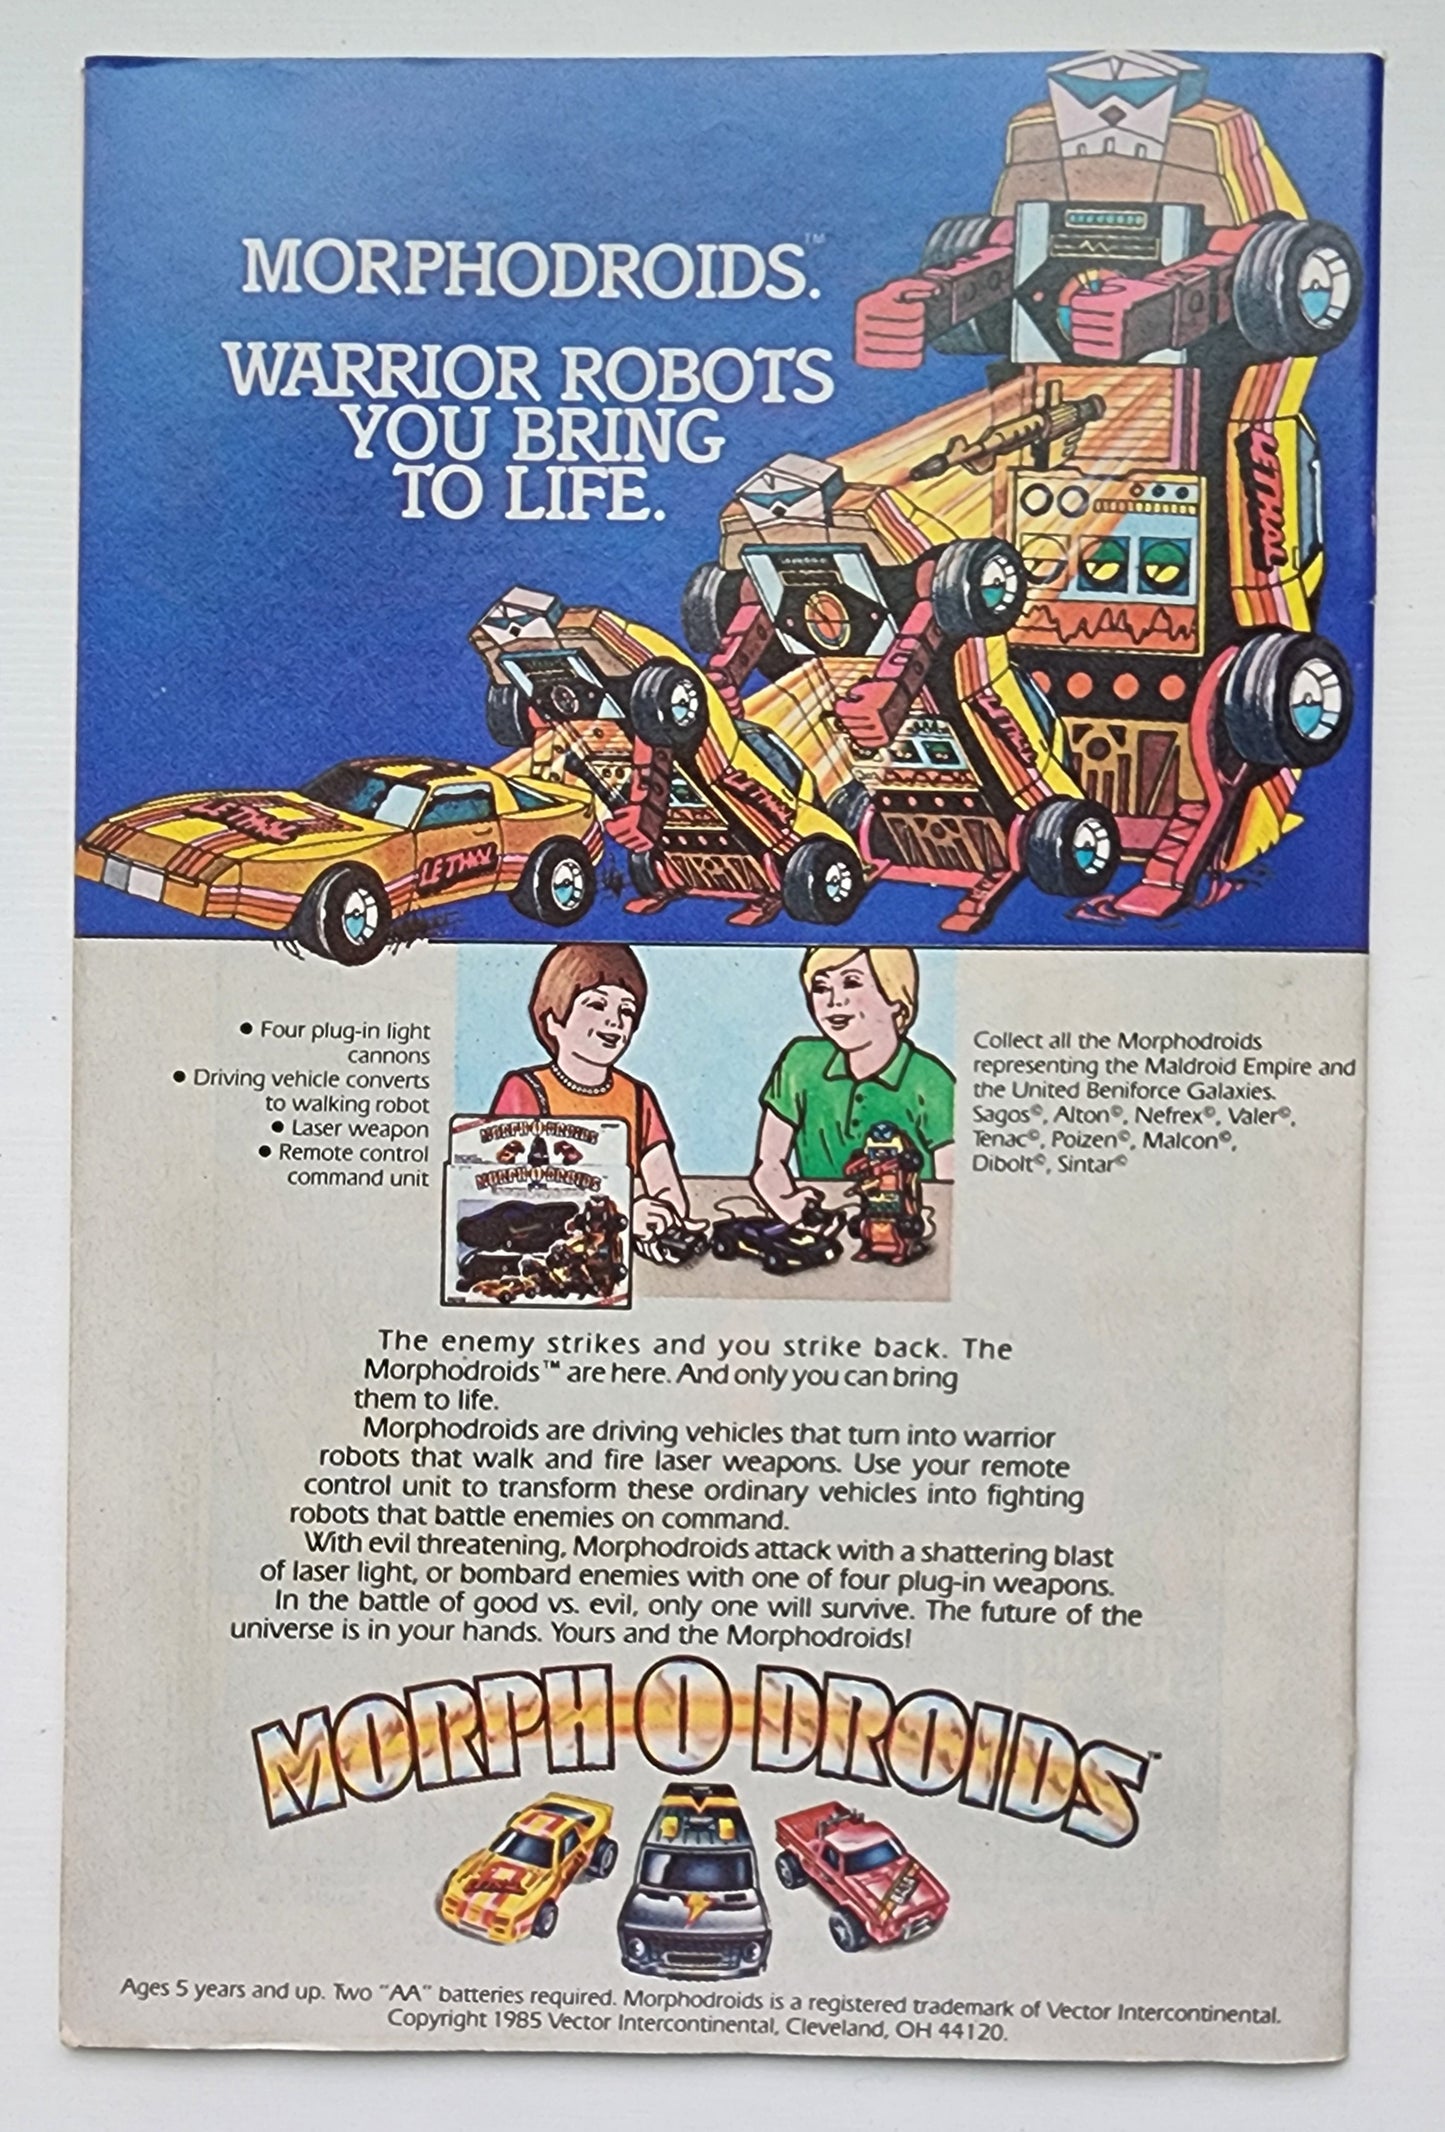 MORPHODROIDS.™
WARRIOR ROBOTS
YOU BRING
TO LIFE.
LETHAL
LETHAL
LETHAL
LETHAL
LETHAL
● Four plug-in light
cannons
● Driving vehicle converts
to walking robot
● Laser weapon
● Remote control
command unit
MORPH·O·DROIDS
MORPH·O·DROIDS
Collect all the Morphodroids
representing the Maldroid Empire and
the United Beniforce Galaxies.
Sagos©, Alton©, Nefrex©, Valer©,
Tenac©, Poizen©, Malcon©,
Dibolt©, Sintar©
The enemy strikes and you strike back. The
Morphodroids™ are here. And only you can bring
them to life.
Morphodroids are driving vehicles that turn into warrior
robots that walk and fire laser weapons. Use your remote
control unit to transform these ordinary vehicles into fighting
robots that battle enemies on command.
With evil threatening, Morphodroids attack with a shattering blast
of laser light, or bombard enemies with one of four plug-in weapons.
In the battle of good vs. evil, only one will survive. The future of the
universe is in your hands. Yours and the Morphodroids!
MORPH O DROIDS™
Ages 5 years and up. Two "AA" batteries required. Morphodroids is a registered trademark of Vector Intercontinental.
Copyright 1985 Vector Intercontinental, Cleveland, OH 44120.